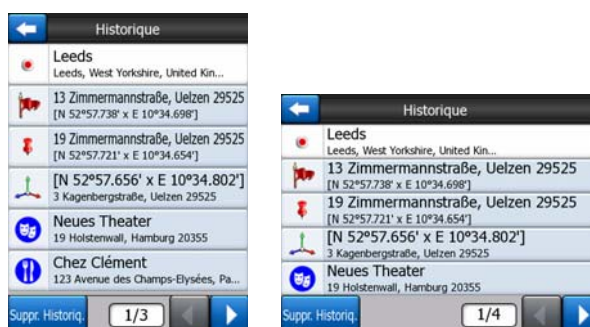 Historique
Leeds
Leeds, West Yorkshire, United Kin...
13 Zimmermannstraße, Uelzen 29525
[N 52°57.738' x E 10°34.698']
19 Zimmermannstraße, Uelzen 29525
[N 52°57.721' x E 10°34.654']
[N 52°57.656' x E 10°34.802']
3 Kagenbergstraße, Uelzen 29525
Neues Theater
19 Holstenwall, Hamburg 20355
Chez Clément
123 Avenue des Champs-Elysées, Pa...
Suppr. Historiq.
1/3
Historique
Leeds
Leeds, West Yorkshire, United Kin...
13 Zimmermannstraße, Uelzen 29525
[N 52°57.738' x E 10°34.698']
19 Zimmermannstraße, Uelzen 29525
[N 52°57.721' x E 10°34.654']
[N 52°57.656' x E 10°34.802']
3 Kagenbergstraße, Uelzen 29525
Neues Theater
19 Holstenwall, Hamburg 20355
Suppr. Historiq.
1/4